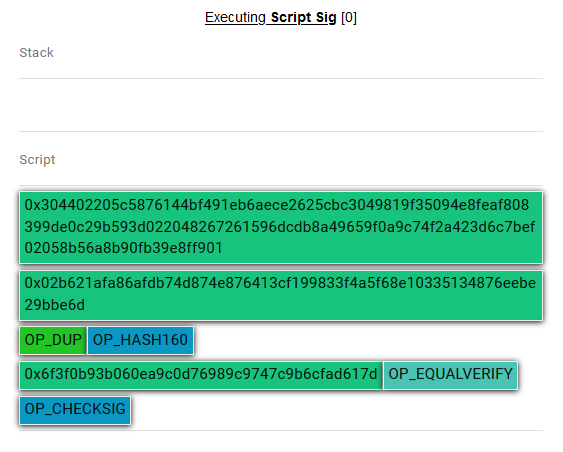 Executing Script Sig [0]
Stack
Script
0x304402205c5876144bf491eb6aece2625cbc3049819f35094e8feaf808
399de0c29b593d022048267261596dcdb8a49659f0a9c74f2a423d6c7bef
02058b56a8b90fb39e8ff901
0x02b621afa86afdb74d874e876413cf199833f4a5f68e10335134876eebe
29bbe6d
OP_DUP OP_HASH160
0x6f3f0b93b060ea9c0d76989c9747c9b6cfad617d OP_EQUALVERIFY
OP_CHECKSIG